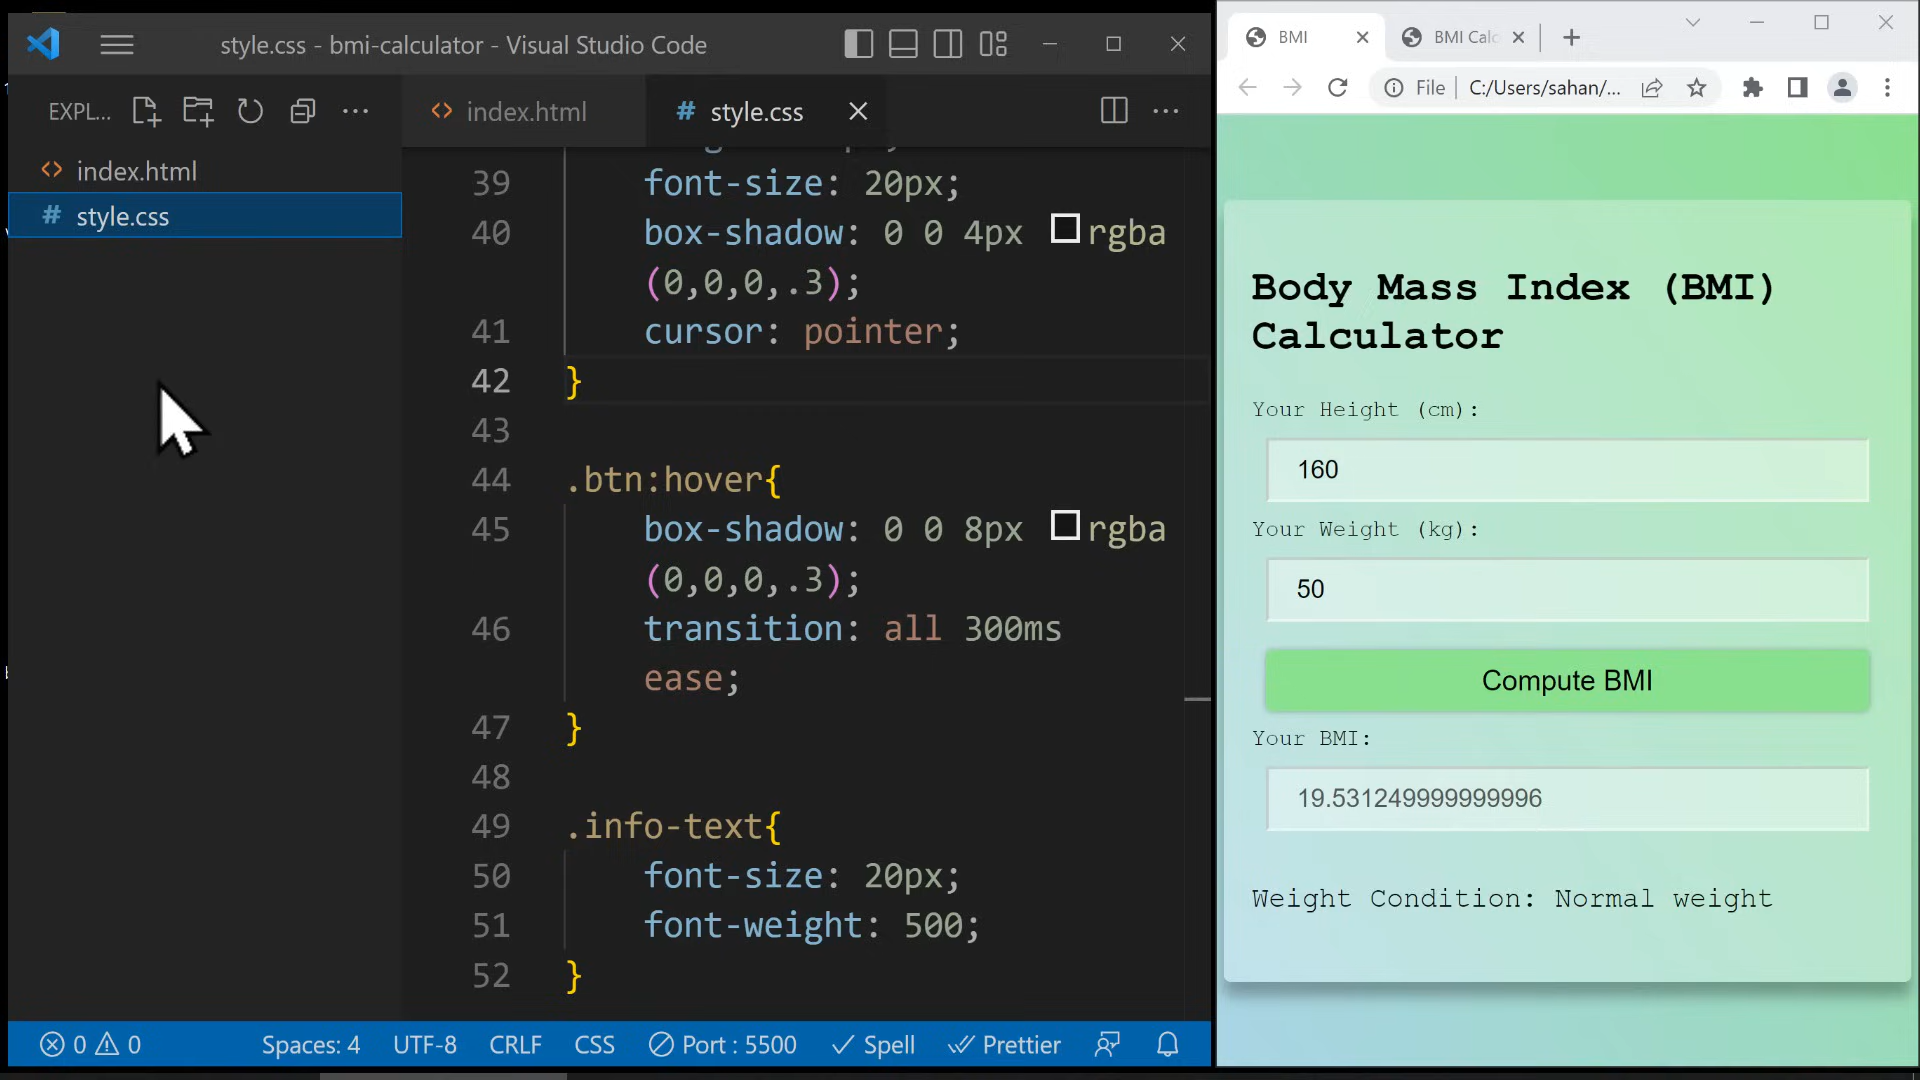 style.css - bmi-calculator - Visual Studio Code
EXPL...
index.html
style.css
index.html
style.css
39 font-size: 20px;
40 box-shadow: 0 0 4px rgba
(0,0,0,.3);
41 cursor: pointer;
42 }
43
44 .btn:hover{
45 box-shadow: 0 0 8px rgba
(0,0,0,.3);
46 transition: all 300ms
ease;
47 }
48
49 .info-text{
50 font-size: 20px;
51 font-weight: 500;
52 }
0 0 Spaces: 4 UTF-8 CRLF CSS Port : 5500 Spell Prettier
BMI
BMI Calc
File C:/Users/sahan/...
Body Mass Index (BMI)
Calculator
Your Height (cm):
160
Your Weight (kg):
50
Compute BMI
Your BMI:
19.531249999999996
Weight Condition: Normal weight